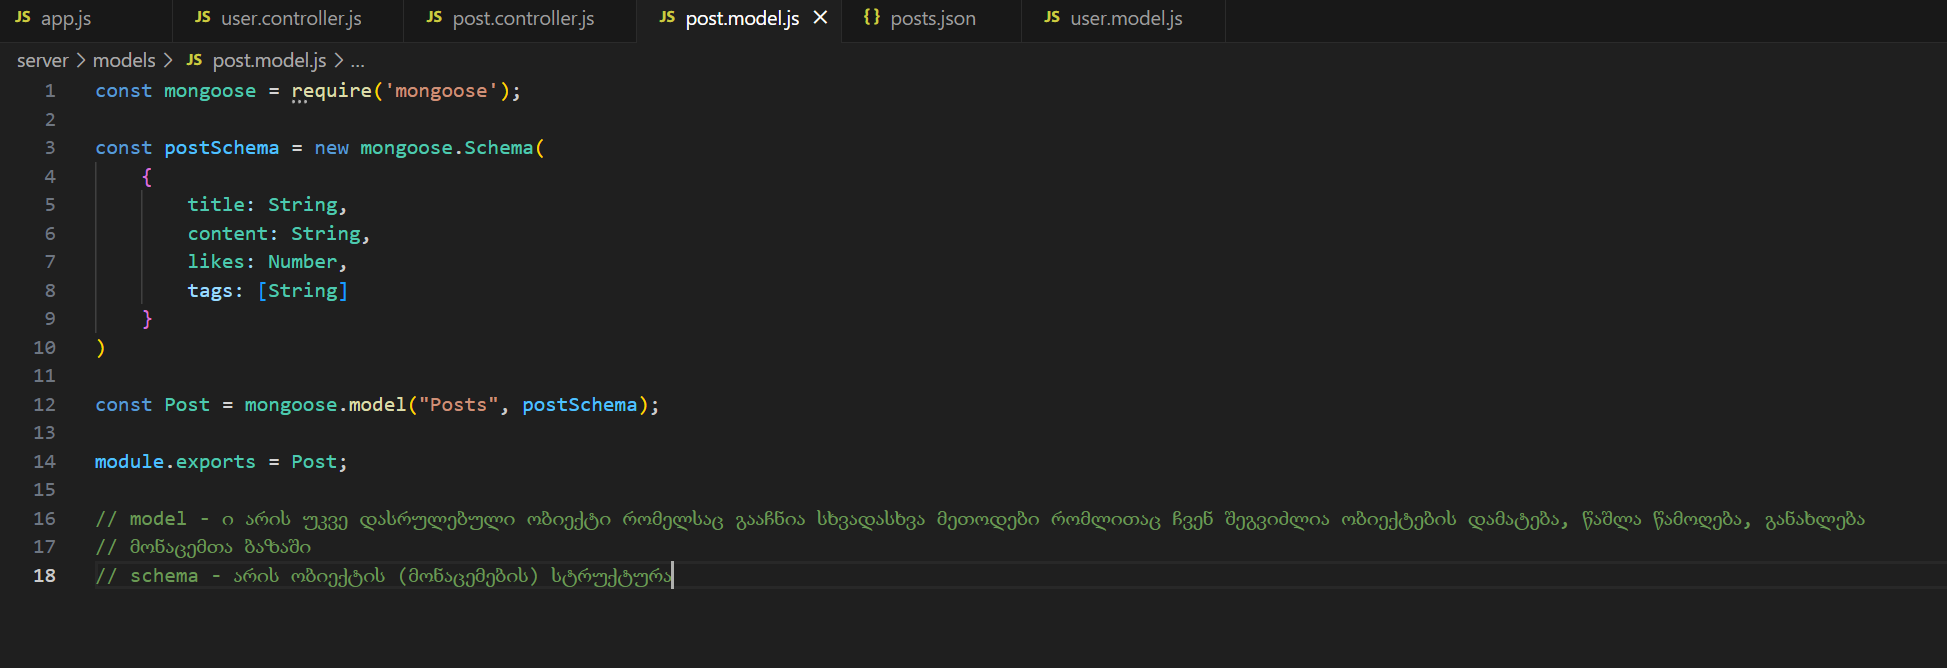 JS app.js JS user.controller.js JS post.controller.js JS post.model.js × {} posts.json JS user.model.js
server > models > JS post.model.js > ...
1 const mongoose = require('mongoose');
2
3 const postSchema = new mongoose.Schema(
4 {
5 title: String,
6 content: String,
7 likes: Number,
8 tags: [String]
9 }
10 )
11
12 const Post = mongoose.model("Posts", postSchema);
13
14 module.exports = Post;
15
16 // model - ი არის უკვე დასრულებული ობიექტი რომელსაც გააჩნია სხვადასხვა მეთოდები რომლითაც ჩვენ შეგვიძლია ობიექტების დამატება, წაშლა წამოღება, განახლება
17 // მონაცემთა ბაზაში
18 // schema - არის ობიექტის (მონაცემების) სტრუქტურა